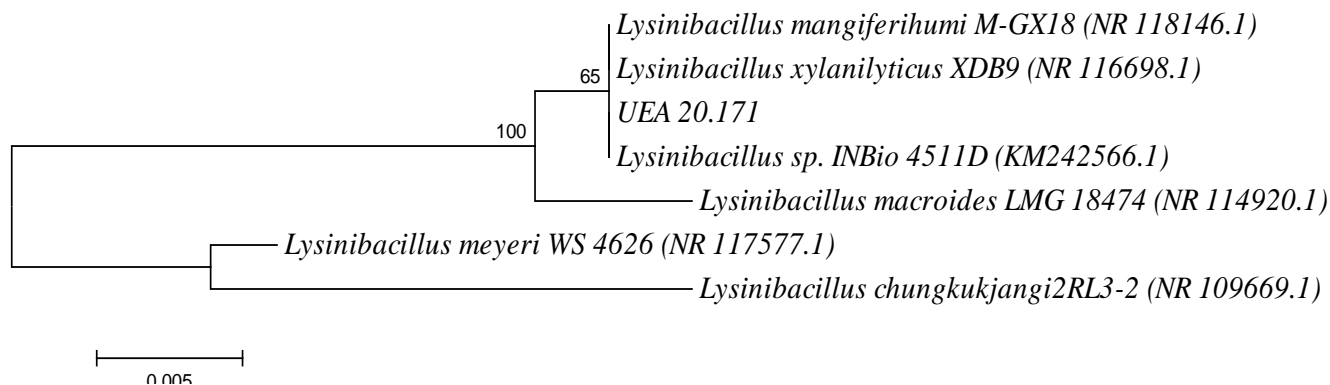 Lysinibacillus mangiferihumi M-GX18 (NR 118146.1)
65
Lysinibacillus xylanilyticus XDB9 (NR 116698.1)
UEA 20.171
100
Lysinibacillus sp. INBio 4511D (KM242566.1)
Lysinibacillus macroides LMG 18474 (NR 114920.1)
Lysinibacillus meyeri WS 4626 (NR 117577.1)
Lysinibacillus chungkukjangi2RL3-2 (NR 109669.1)
0.005